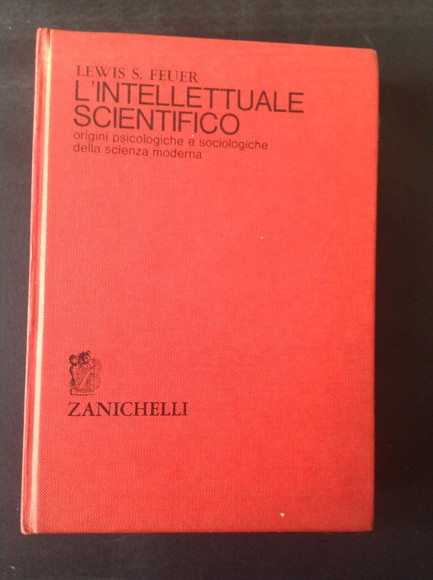 LEWIS S. FEUER
L'INTELLETTUALE
SCIENTIFICO
origini psicologiche e sociologiche
della scienza moderna
ZANICHELLI